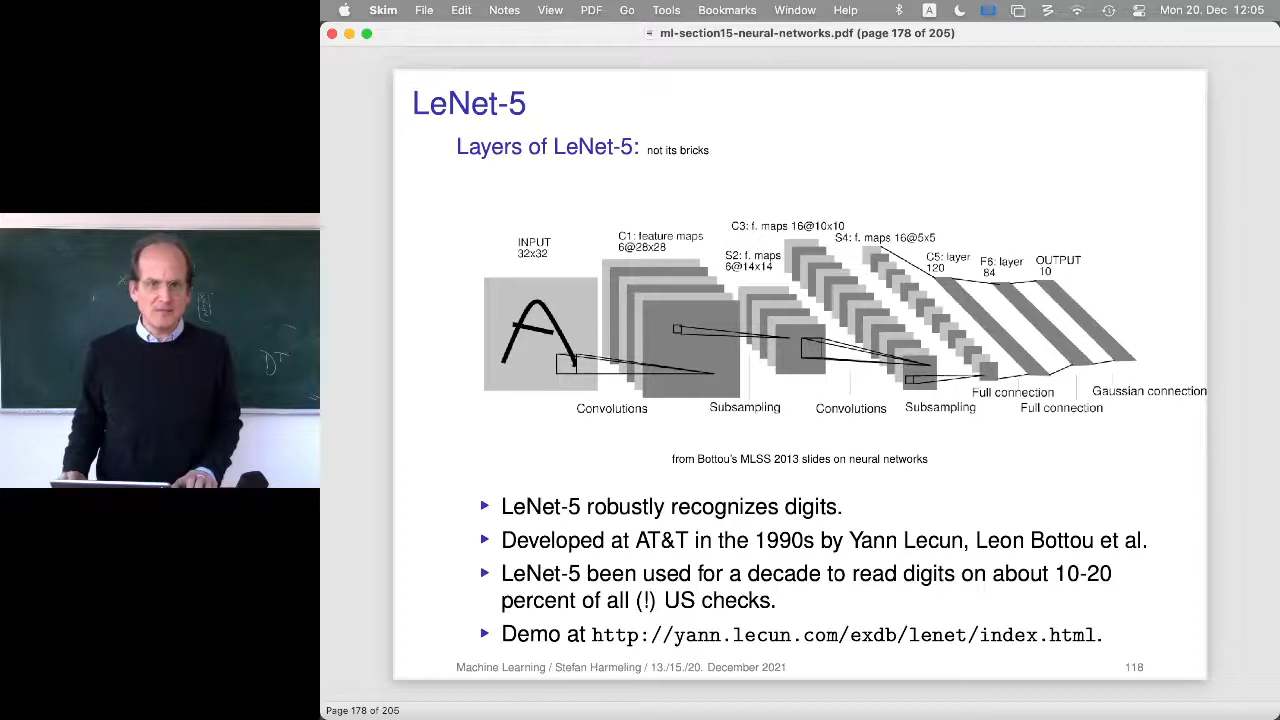 Skim File Edit Notes View PDF Go Tools Bookmarks Window Help A Mon 20. Dec 12:05
ml-section15-neural-networks.pdf (page 178 of 205)
LeNet-5
Layers of LeNet-5: not its bricks
INPUT
32x32
C1: feature maps
6@28x28
S2: f. maps
6@14x14
C3: f. maps 16@10x10
S4: f. maps 16@5x5
C5: layer
120
F6: layer
84
OUTPUT
10
A
Convolutions
Subsampling
Convolutions
Subsampling
Full connection
Full connection
Gaussian connection
from Bottou's MLSS 2013 slides on neural networks
▸ LeNet-5 robustly recognizes digits.
▸ Developed at AT&T in the 1990s by Yann Lecun, Leon Bottou et al.
▸ LeNet-5 been used for a decade to read digits on about 10-20
percent of all (!) US checks.
▸ Demo at http://yann.lecun.com/exdb/lenet/index.html.
Machine Learning / Stefan Harmeling / 13./15./20. December 2021 118
Page 178 of 205
DT